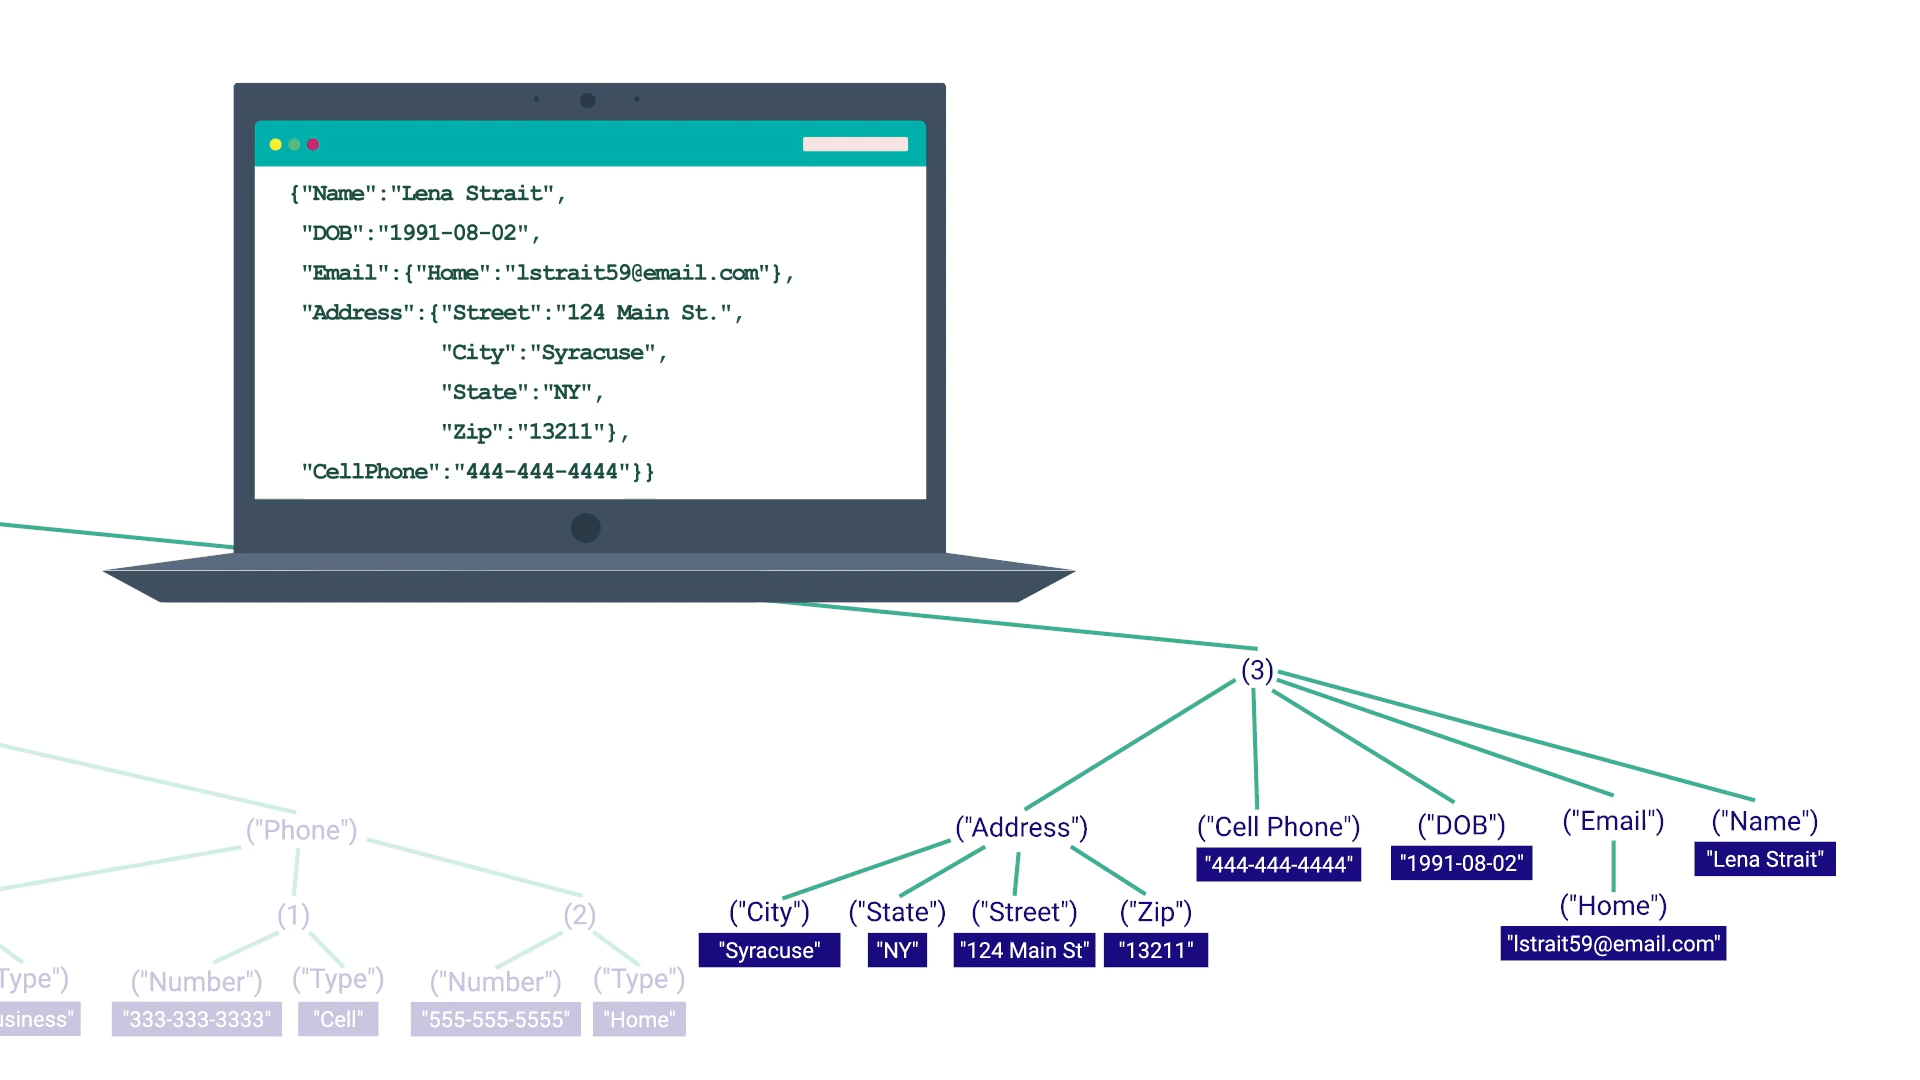 {"Name":"Lena Strait",
"DOB":"1991-08-02",
"Email":{"Home":"lstrait59@email.com"},
"Address":{"Street":"124 Main St.",
"City":"Syracuse",
"State":"NY",
"Zip":"13211"},
"CellPhone":"444-444-4444"}}
(3)
("Address") ("Cell Phone") ("DOB") ("Email") ("Name")
"444-444-4444" "1991-08-02" "Lena Strait"
("City") ("State") ("Street") ("Zip") ("Home")
"Syracuse" "NY" "124 Main St" "13211" "lstrait59@email.com"
("Phone")
(1) (2)
Type") ("Number") ("Type") ("Number") ("Type")
usiness" "333-333-3333" "Cell" "555-555-5555" "Home"